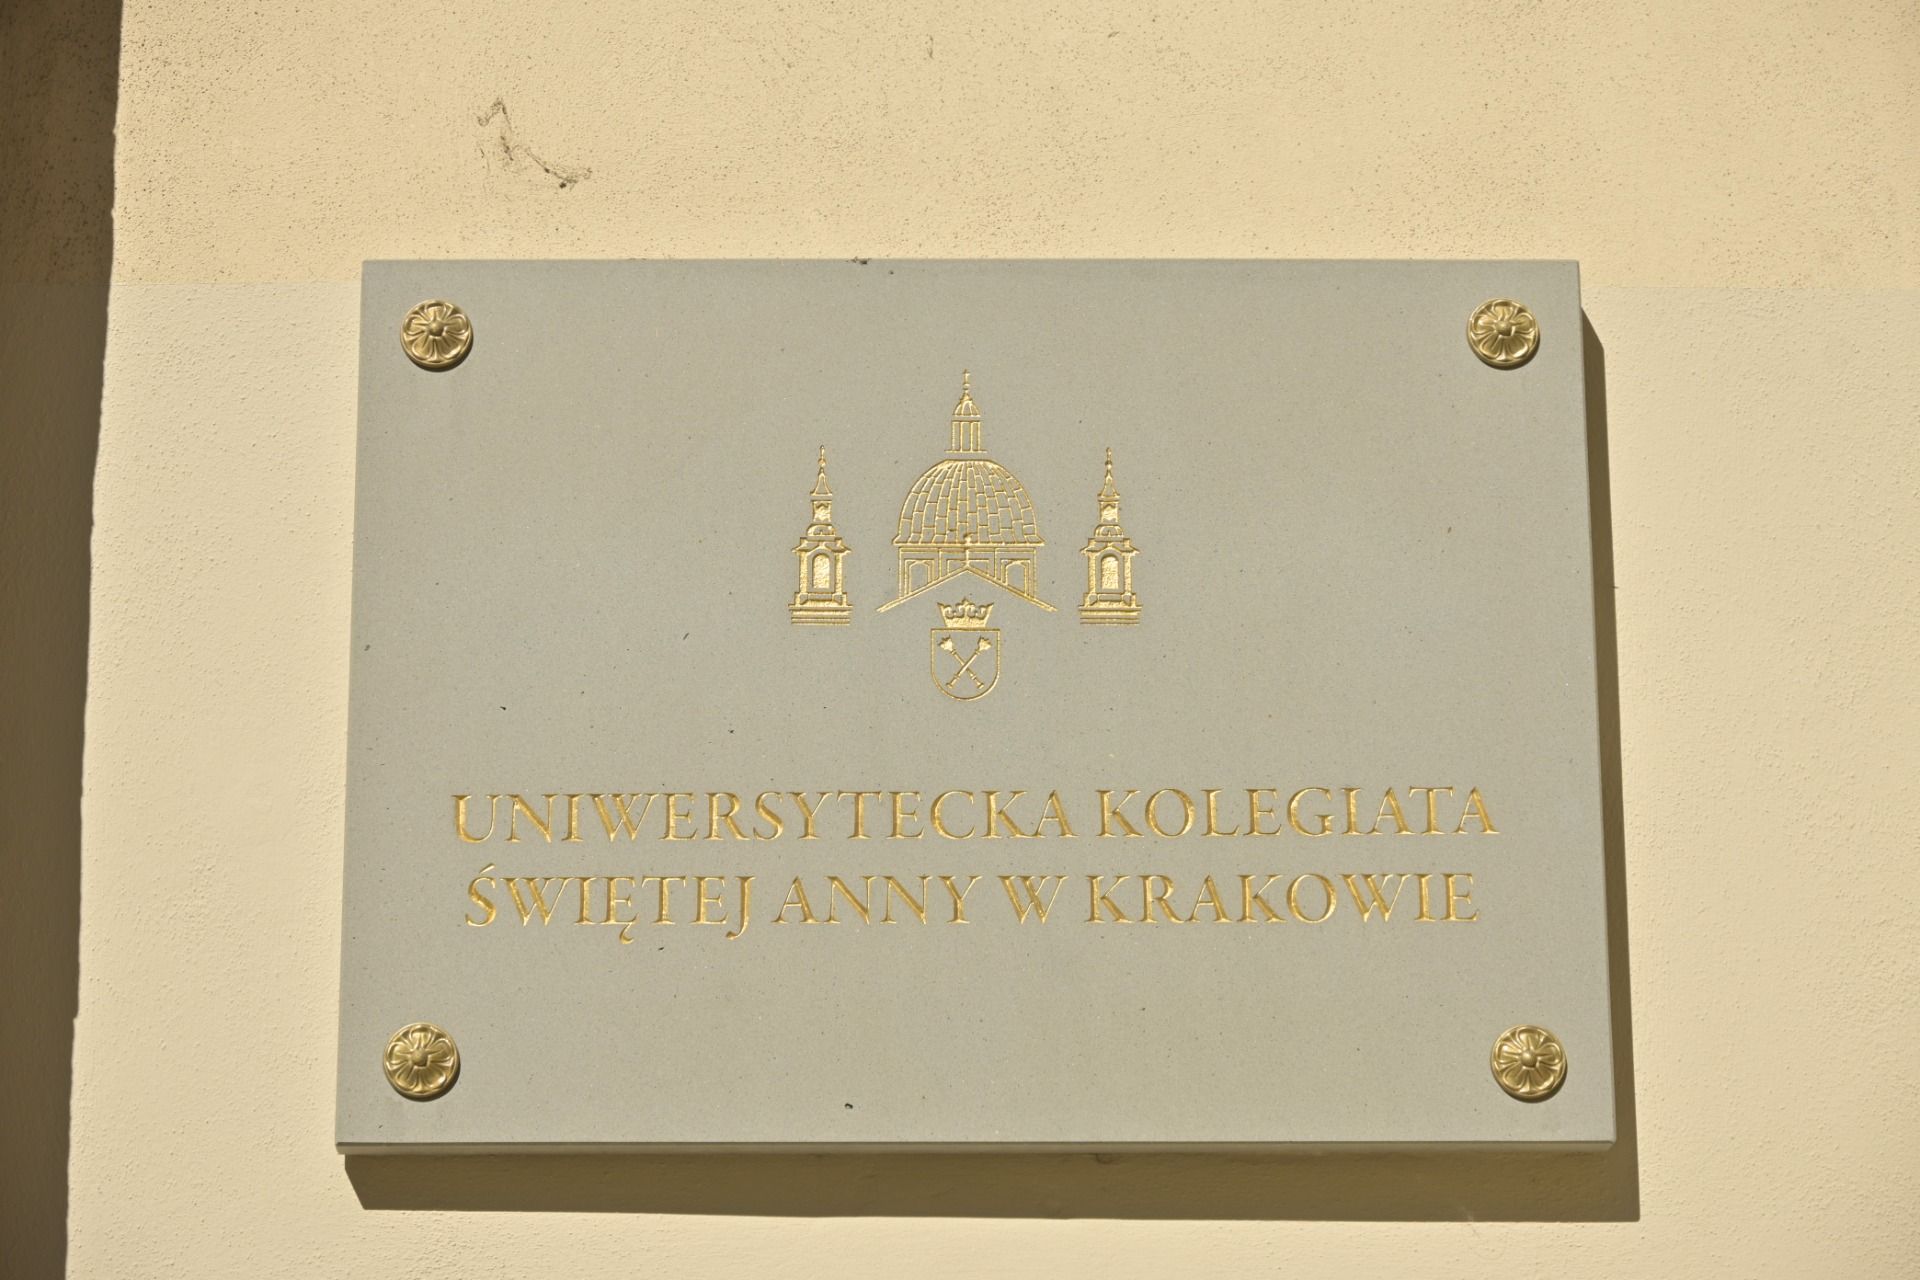 UNIWERSYTECKA KOLEGIATA
ŚWIĘTEJ ANNY W KRAKOWIE